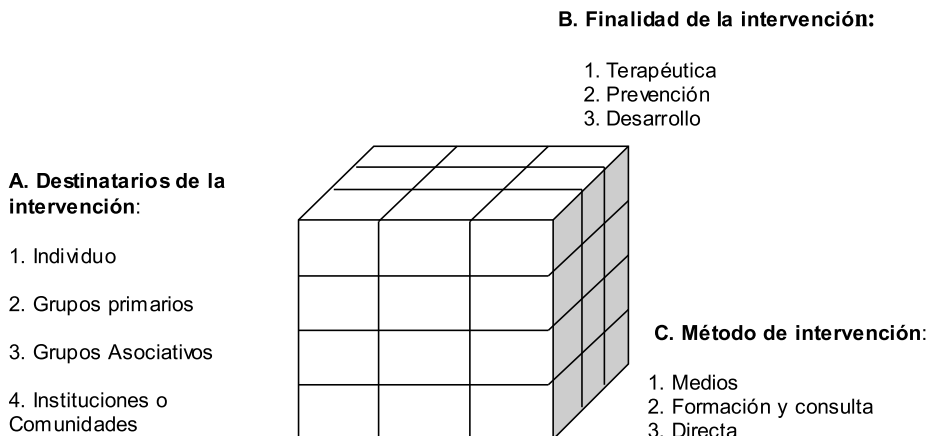 B. Finalidad de la intervención:
1. Terapéutica
2. Prevención
3. Desarrollo
A. Destinatarios de la
intervención:
1. Individuo
2. Grupos primarios
3. Grupos Asociativos
4. Instituciones o
Comunidades
C. Método de intervención:
1. Medios
2. Formación y consulta
3. Directa